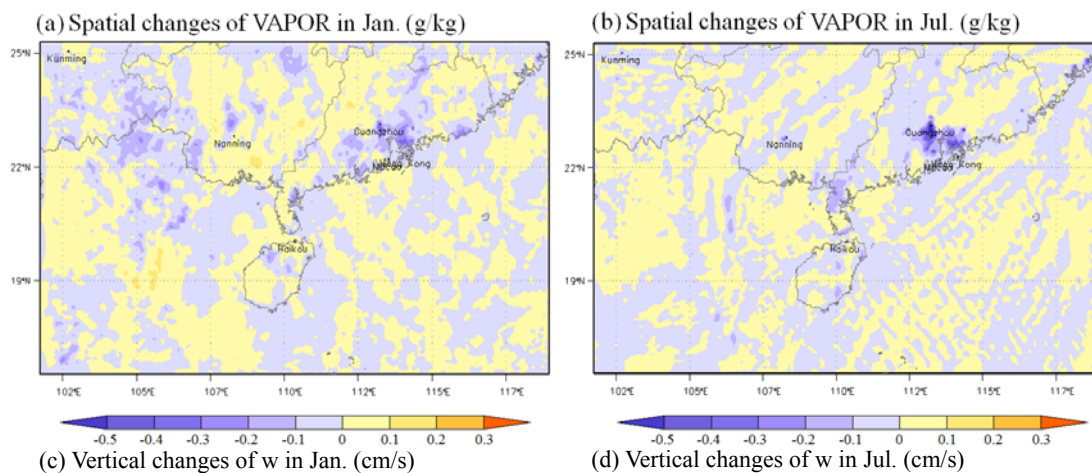 (a) Spatial changes of VAPOR in Jan. (g/kg)
(b) Spatial changes of VAPOR in Jul. (g/kg)
25°N
Kunming
Guangzhou
Nanning
22°N
Hong Kong
Macao
Haikou
19°N
102°E 105°E 107°E 110°E 112°E 115°E 117°E
25°N
Kunming
Guangzhou
Nanning
22°N
Hong Kong
Macao
Haikou
19°N
102°E 105°E 107°E 110°E 112°E 115°E 117°E
-0.5 -0.4 -0.3 -0.2 -0.1 0 0.1 0.2 0.3
-0.5 -0.4 -0.3 -0.2 -0.1 0 0.1 0.2 0.3
(c) Vertical changes of w in Jan. (cm/s)
(d) Vertical changes of w in Jul. (cm/s)